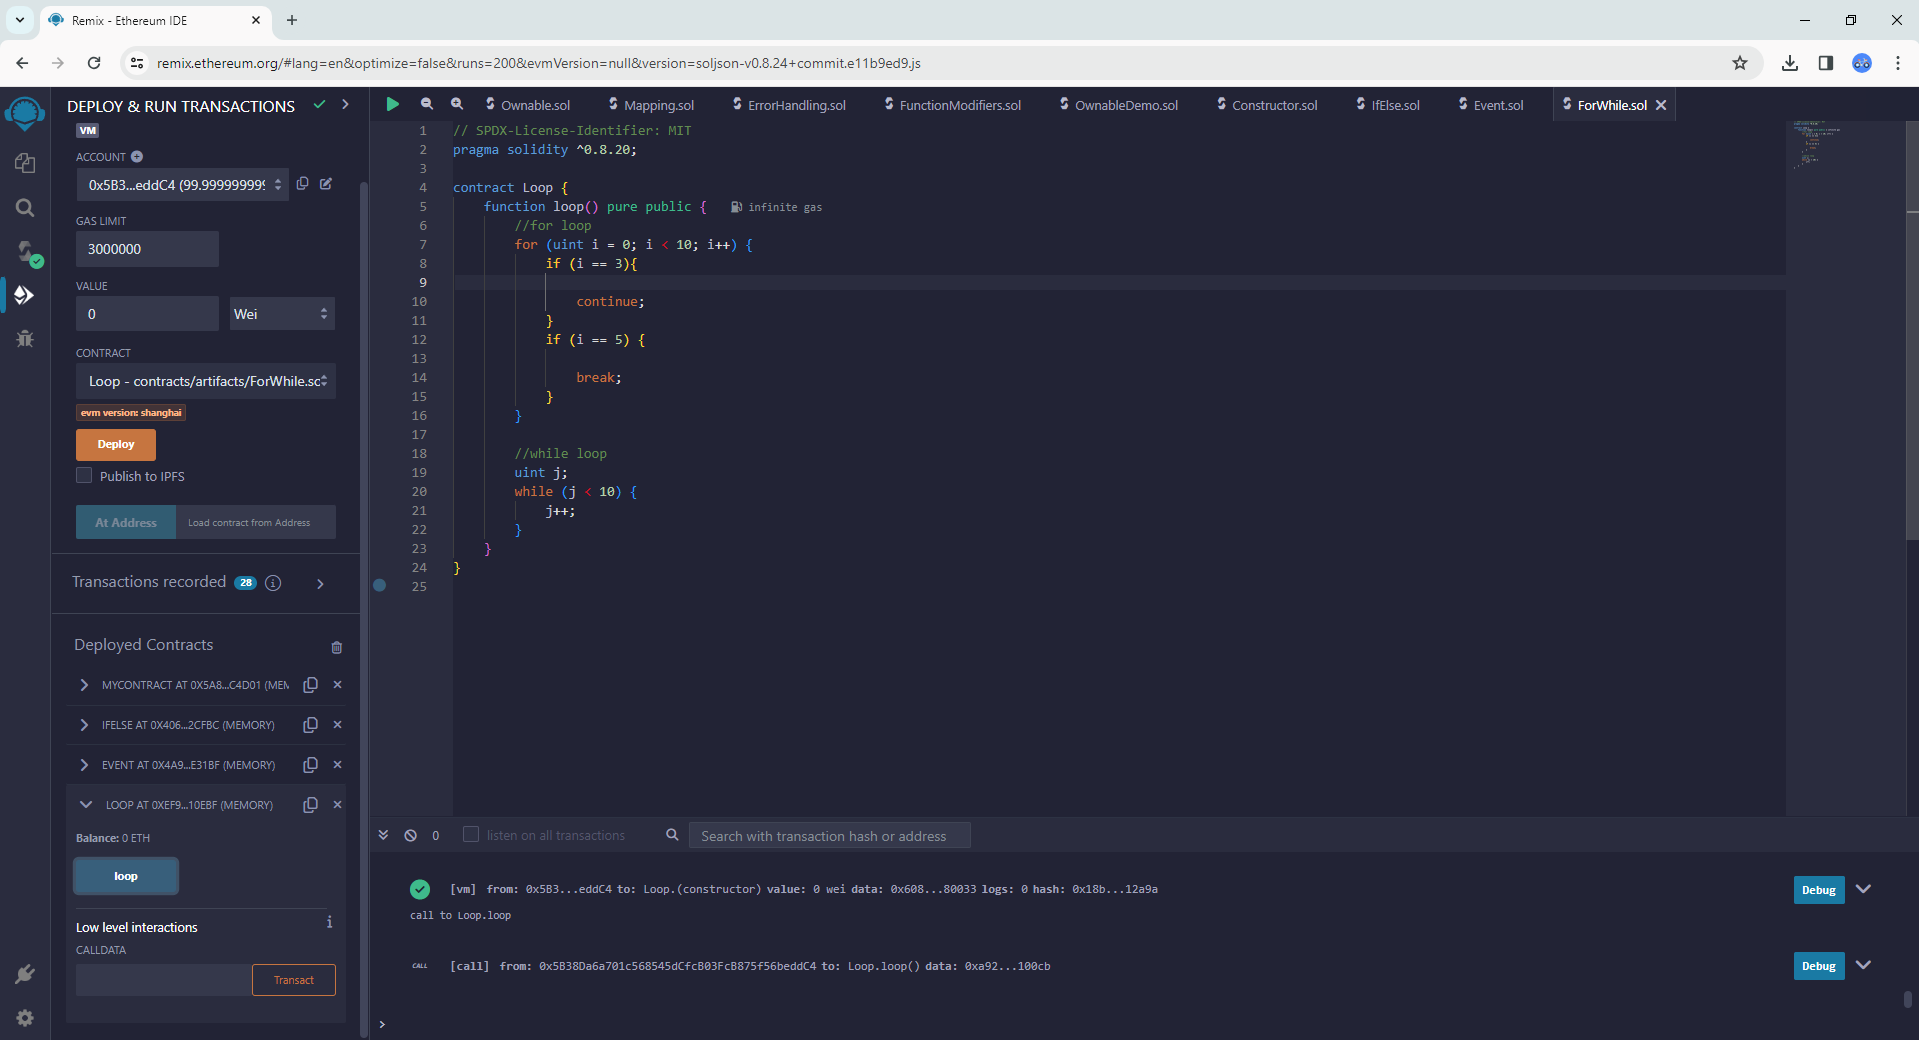 Remix - Ethereum IDE
remix.ethereum.org/#lang=en&optimize=false&runs=200&evmVersion=null&version=soljson-v0.8.24+commit.e11b9ed9.js
DEPLOY & RUN TRANSACTIONS
VM
ACCOUNT
0x5B3...eddC4 (99.999999999
GAS LIMIT
3000000
VALUE
0
Wei
CONTRACT
Loop - contracts/artifacts/ForWhile.sc
evm version: shanghai
Deploy
Publish to IPFS
At Address
Load contract from Address
Transactions recorded 28
Deployed Contracts
MYCONTRACT AT 0X5A8...C4D01 (MEM
IFELSE AT 0X406...2CFBC (MEMORY)
EVENT AT 0X4A9...E31BF (MEMORY)
LOOP AT 0XEF9...10EBF (MEMORY)
Balance: 0 ETH
loop
Low level interactions
CALLDATA
Transact
Ownable.sol
Mapping.sol
ErrorHandling.sol
FunctionModifiers.sol
OwnableDemo.sol
Constructor.sol
IfElse.sol
Event.sol
ForWhile.sol
1 // SPDX-License-Identifier: MIT
2 pragma solidity ^0.8.20;
3
4 contract Loop {
5 function loop() pure public { infinite gas
6 //for loop
7 for (uint i = 0; i < 10; i++) {
8 if (i == 3){
9
10 continue;
11 }
12 if (i == 5) {
13
14 break;
15 }
16 }
17
18 //while loop
19 uint j;
20 while (j < 10) {
21 j++;
22 }
23 }
24 }
25
0
listen on all transactions
Search with transaction hash or address
[vm] from: 0x5B3...eddC4 to: Loop.(constructor) value: 0 wei data: 0x608...80033 logs: 0 hash: 0x18b...12a9a
Debug
call to Loop.loop
CALL [call] from: 0x5B38Da6a701c568545dCfcB03FcB875f56beddC4 to: Loop.loop() data: 0xa92...100cb
Debug
>